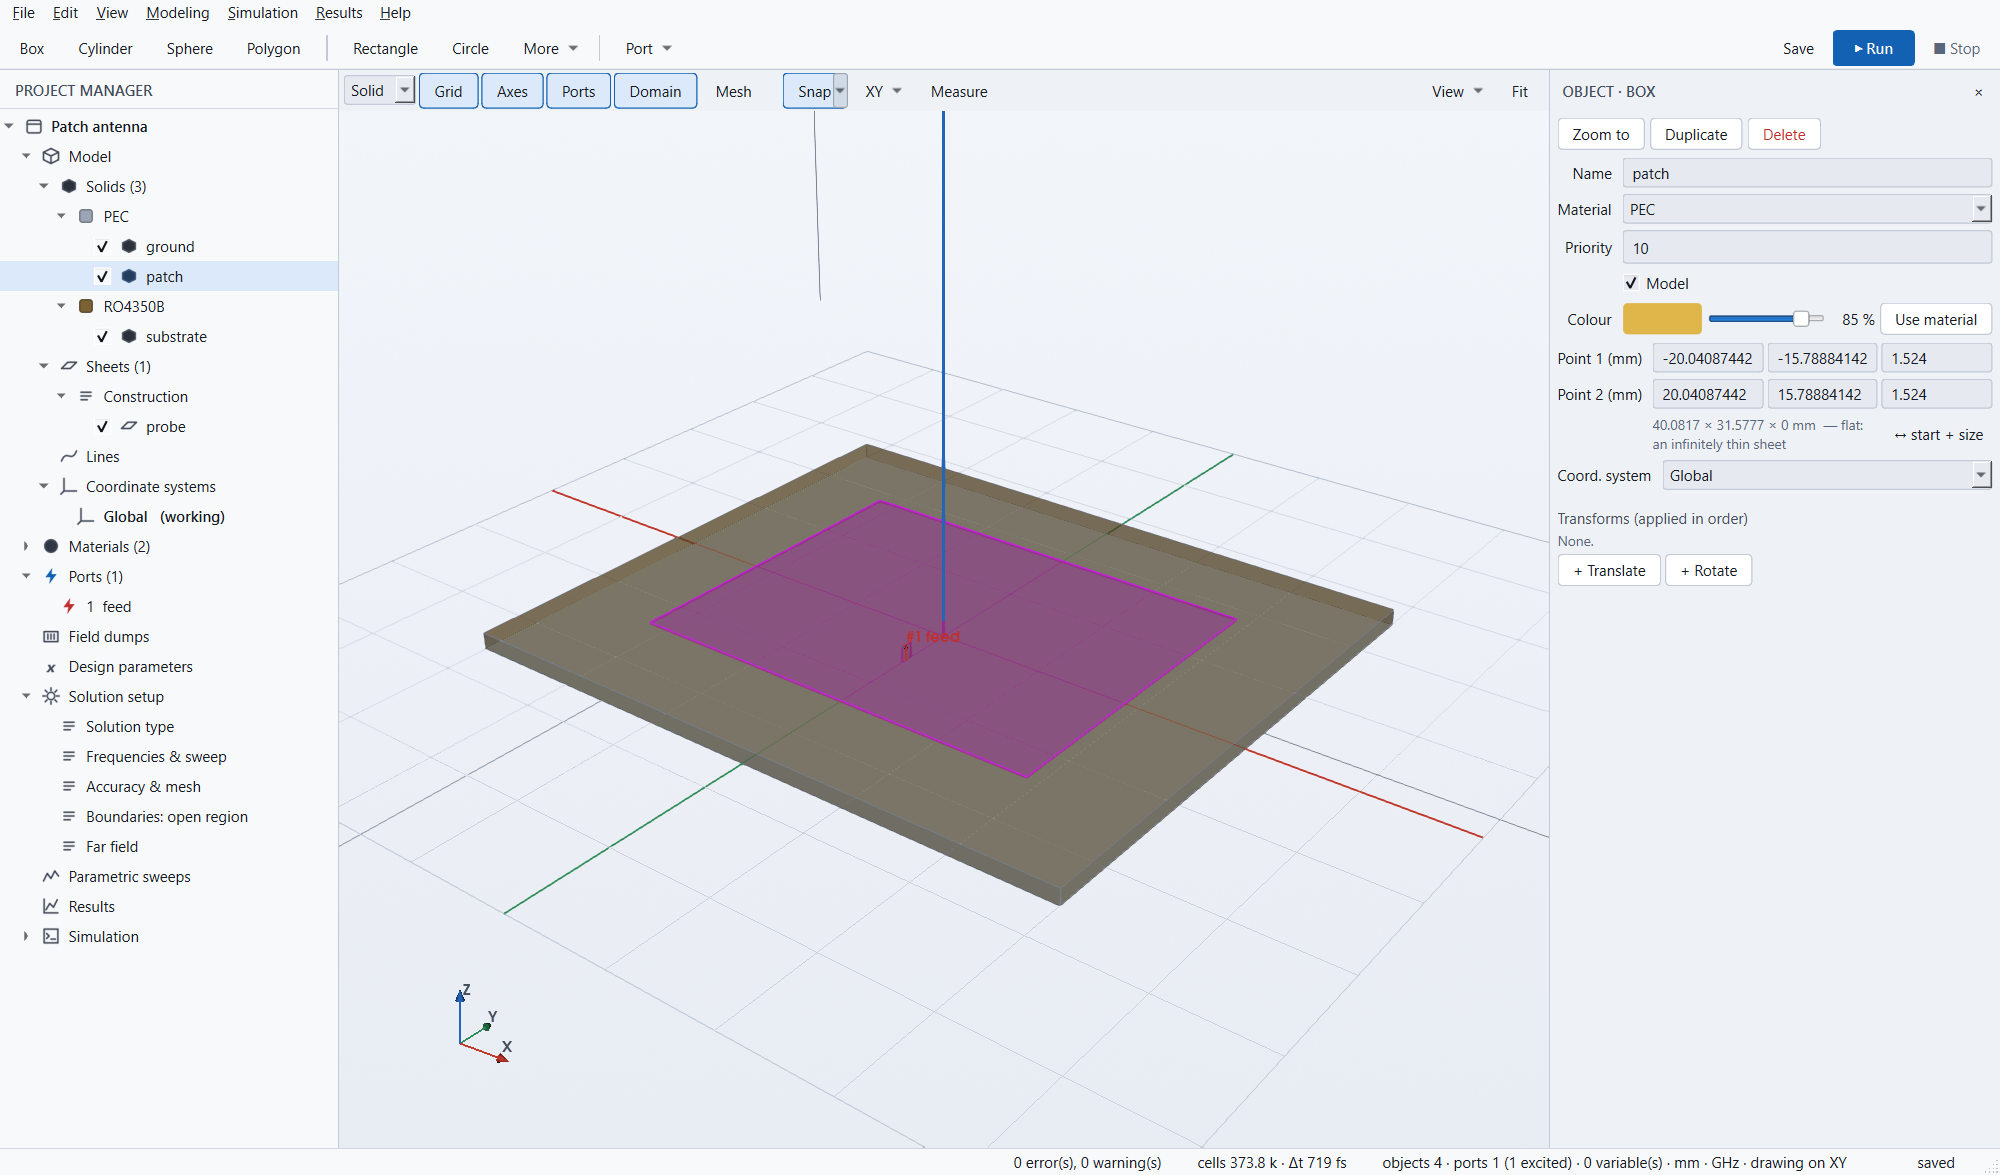 File Edit View Modeling Simulation Results Help
Box Cylinder Sphere Polygon Rectangle Circle More Port Save Run Stop
PROJECT MANAGER
Patch antenna
Model
Solids (3)
PEC
ground
patch
RO4350B
substrate
Sheets (1)
Construction
probe
Lines
Coordinate systems
Global (working)
Materials (2)
Ports (1)
1 feed
Field dumps
Design parameters
Solution setup
Solution type
Frequencies & sweep
Accuracy & mesh
Boundaries: open region
Far field
Parametric sweeps
Results
Simulation
Solid Grid Axes Ports Domain Mesh Snap XY Measure View Fit
#1 feed
Z
Y
X
OBJECT · BOX ×
Zoom to Duplicate Delete
Name patch
Material PEC
Priority 10
Model
Colour 85 % Use material
Point 1 (mm) -20.04087442 -15.78884142 1.524
Point 2 (mm) 20.04087442 15.78884142 1.524
40.0817 × 31.5777 × 0 mm — flat:
an infinitely thin sheet
↔ start + size
Coord. system Global
Transforms (applied in order)
None.
+ Translate + Rotate
0 error(s), 0 warning(s) cells 373.8 k · Δt 719 fs objects 4 · ports 1 (1 excited) · 0 variable(s) · mm · GHz · drawing on XY saved